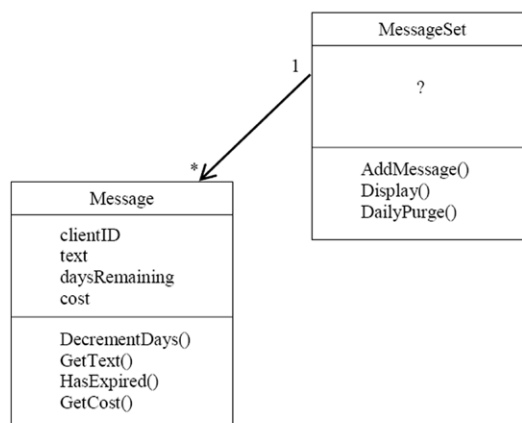 MessageSet
1
?
*
AddMessage()
Display()
DailyPurge()
Message
clientID
text
daysRemaining
cost
DecrementDays()
GetText()
HasExpired()
GetCost()